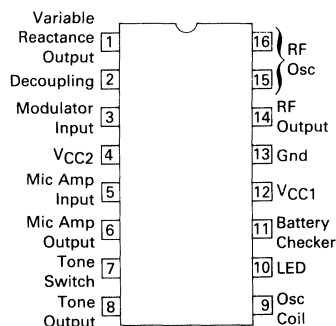 Variable
Reactance
Output
1
Decoupling
2
Modulator
Input
3
VCC2
4
Mic Amp
Input
5
Mic Amp
Output
6
Tone
Switch
7
Tone
Output
8
16
15
RF
Osc
14
RF
Output
13
Gnd
12
VCC1
11
Battery
Checker
10
LED
9
Osc
Coil